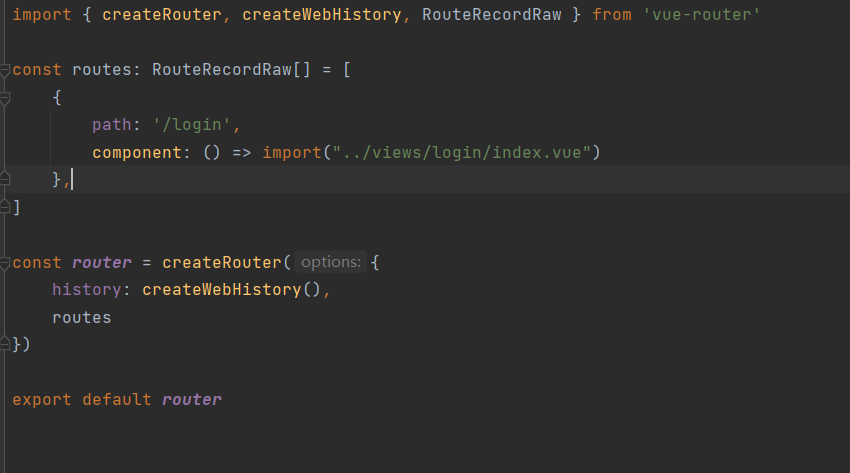 import { createRouter, createWebHistory, RouteRecordRaw } from 'vue-router'
const routes: RouteRecordRaw[] = [
    {
        path: '/login',
        component: () => import("../views/login/index.vue")
    },
]
const router = createRouter( options: {
    history: createWebHistory(),
    routes
})
export default router